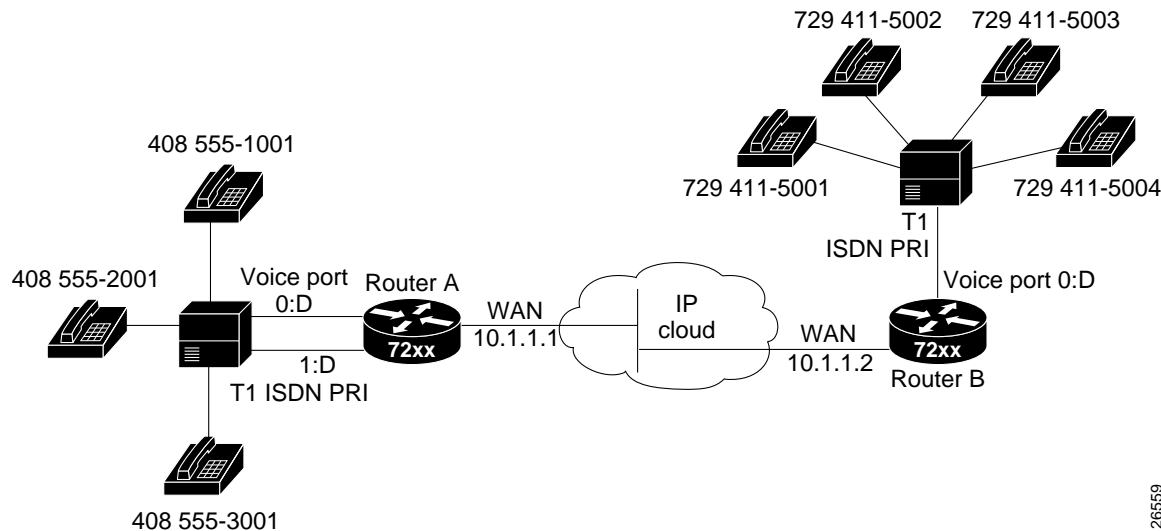 729 411-5002
729 411-5003
408 555-1001
729 411-5001
729 411-5004
T1
ISDN PRI
408 555-2001
Voice port
0:D
Router A
Voice port 0:D
WAN
10.1.1.1
IP
cloud
WAN
10.1.1.2
72xx
72xx
Router B
1:D
T1 ISDN PRI
408 555-3001
26559